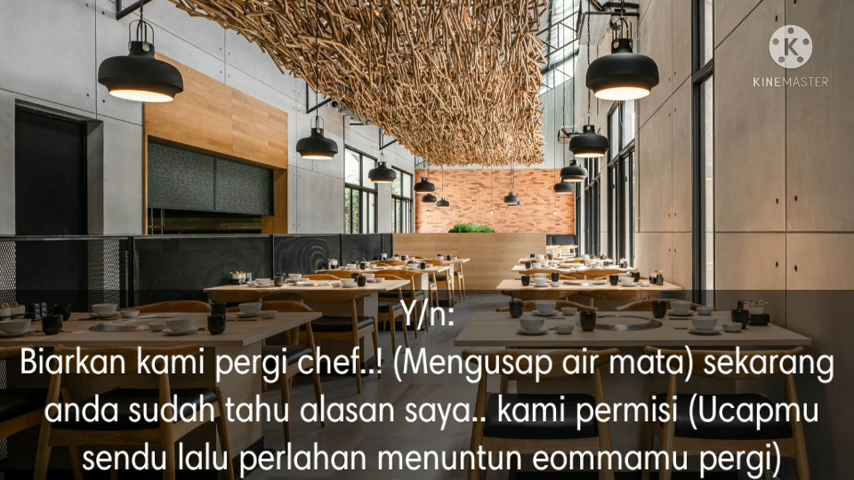 K
KINEMASTER
Y/n:
Biarkan kami pergi chef..! (Mengusap air mata) sekarang
anda sudah tahu alasan saya.. kami permisi (Ucapmu
sendu lalu perlahan menuntun eommamu pergi)